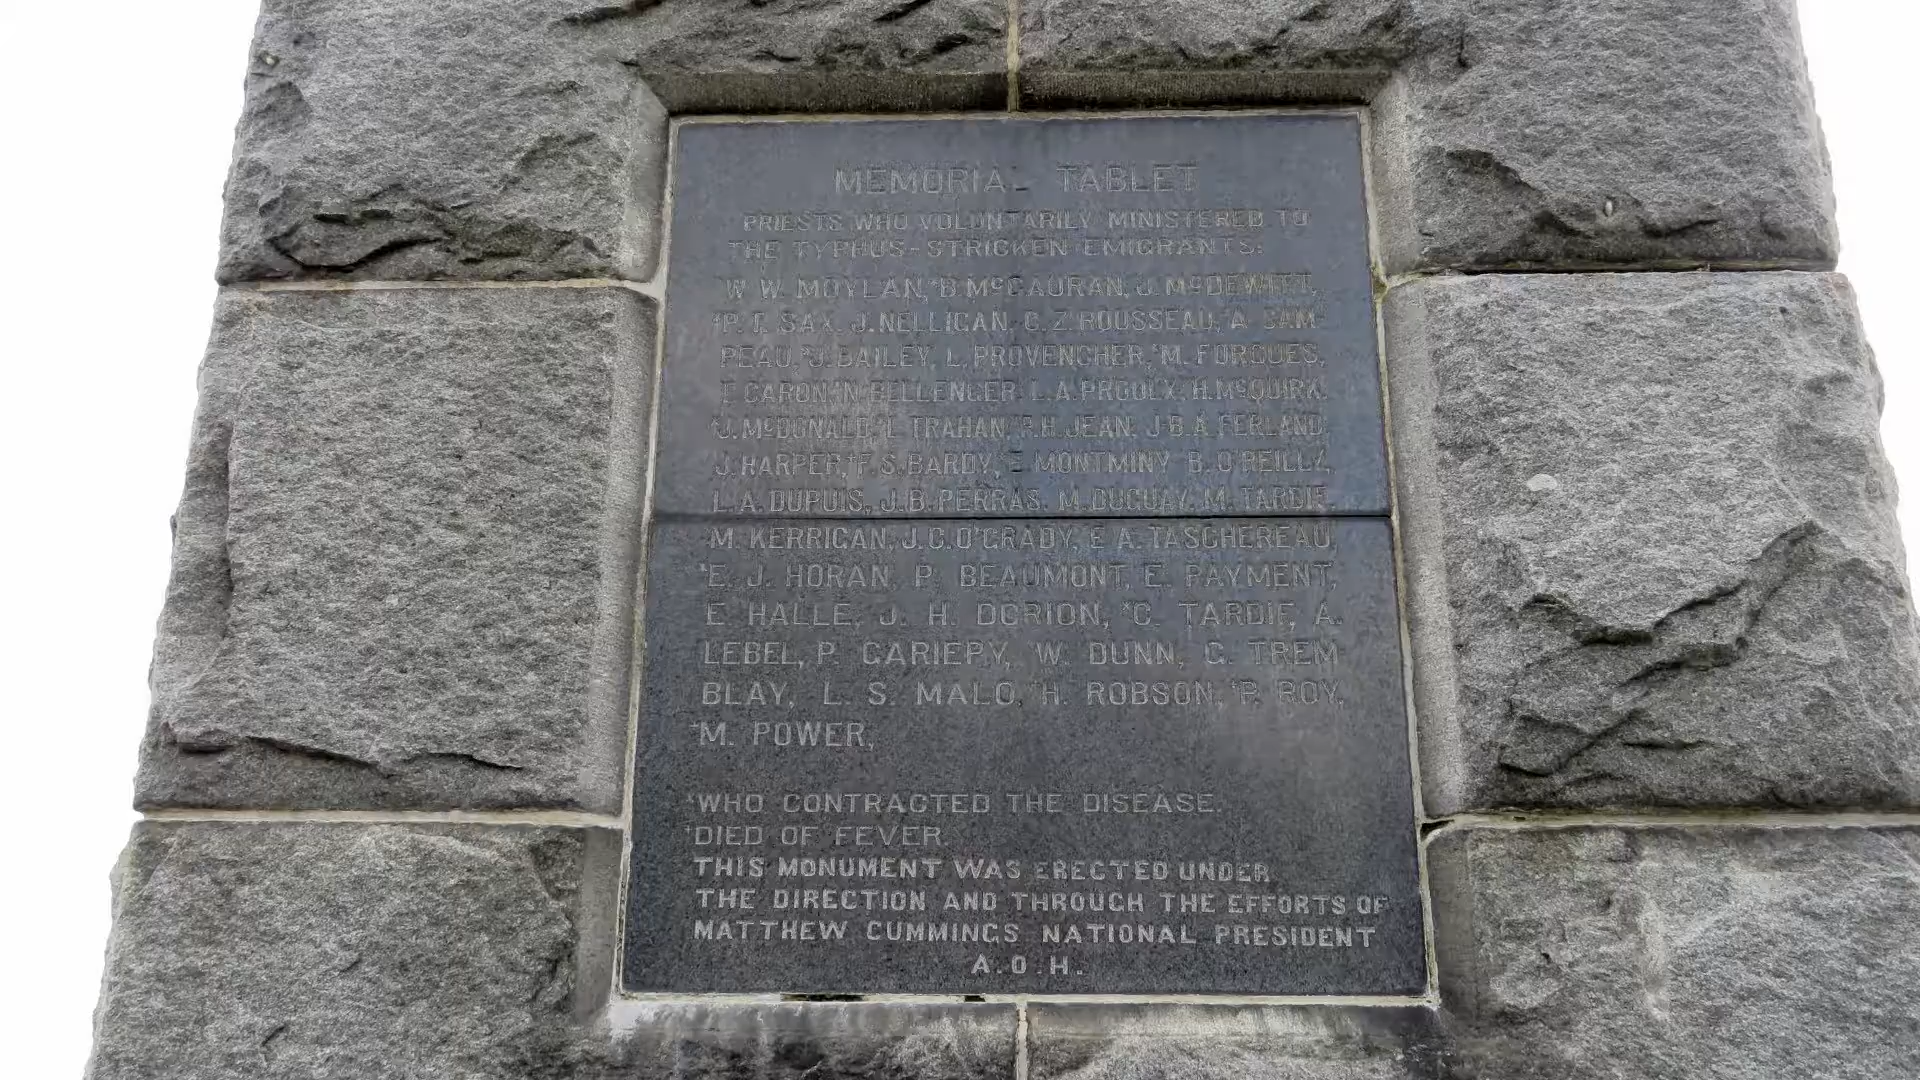 MEMORIAL TABLET
PRIESTS WHO VOLUNTARILY MINISTERED TO
THE TYPHUS-STRICKEN EMIGRANTS:
W. W. MOYLAN, *B. McGAURAN, J. McDEVITT,
P. T. SAX, J. NELLIGAN, C. Z. ROUSSEAU, A. CAM-
PEAU, *J. BAILEY, L. PROVENCHER, *M. FORGUES,
T. CARON, N. BELLENGER, L. A. PROULX, H. McQUIRK,
J. McDONALD, L. TRAHAN, P. H. JEAN, J. B. A. FERLAND,
J. HARPER, *F. S. BARDY, *E. MONTMINY B. O'REILLY,
L. A. DUPUIS, J. B. PERRAS, M. DUGUAY, M. TARDIF,
M. KERRIGAN, J. C. O'GRADY, E. A. TASCHEREAU,
*E. J. HORAN, P. BEAUMONT, E. PAYMENT,
E. HALLE, J. H. DORION, *C. TARDIF, A.
LEBEL, P. GARIEPY, *W. DUNN, G. TREM
BLAY, L. S. MALO, *H. ROBSON, *P. ROY,
*M. POWER,
*WHO CONTRACTED THE DISEASE.
DIED OF FEVER
THIS MONUMENT WAS ERECTED UNDER
THE DIRECTION AND THROUGH THE EFFORTS OF
MATTHEW CUMMINGS NATIONAL PRESIDENT
A.O.H.